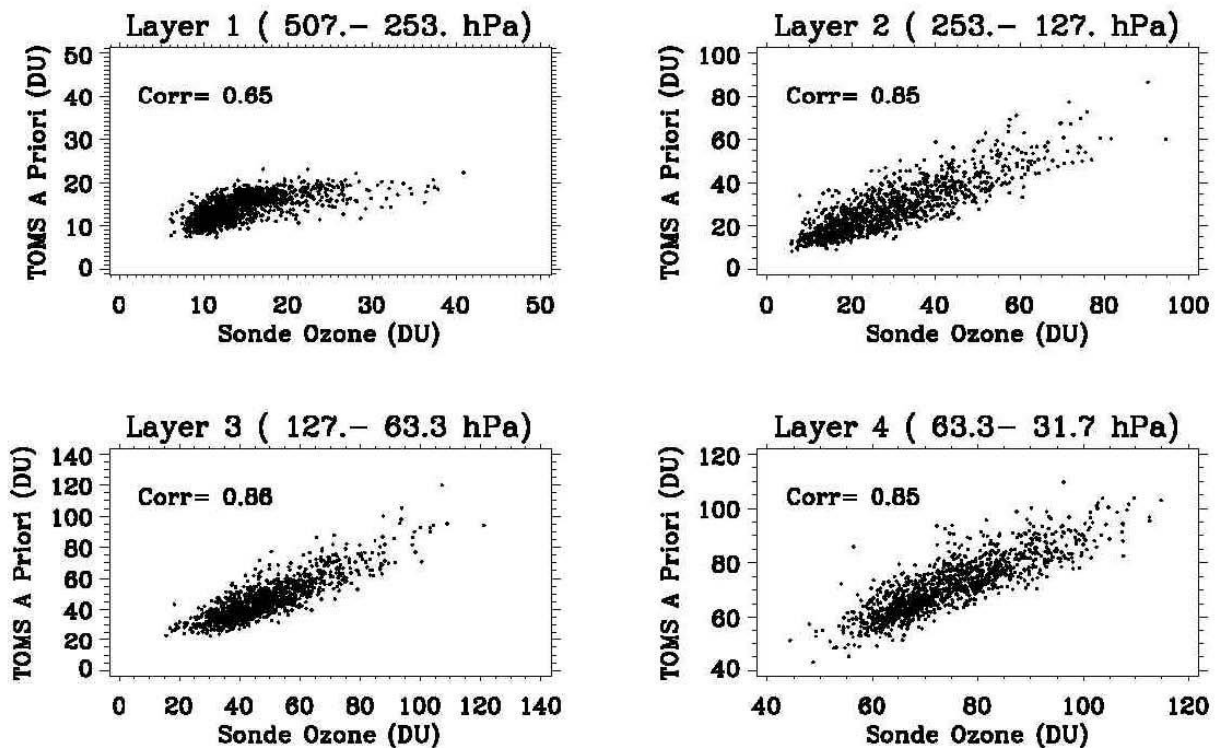 Layer 1 ( 507.− 253. hPa)
TOMS A Priori (DU)
50
40
30
20
10
0
Corr= 0.65
0 10 20 30 40 50
Sonde Ozone (DU)
Layer 2 ( 253.− 127. hPa)
TOMS A Priori (DU)
100
80
60
40
20
0
Corr= 0.85
0 20 40 60 80 100
Sonde Ozone (DU)
Layer 3 ( 127.− 63.3 hPa)
TOMS A Priori (DU)
140
120
100
80
60
40
20
0
Corr= 0.86
0 20 40 60 80 100 120 140
Sonde Ozone (DU)
Layer 4 ( 63.3− 31.7 hPa)
TOMS A Priori (DU)
120
100
80
60
40
Corr= 0.85
40 60 80 100 120
Sonde Ozone (DU)